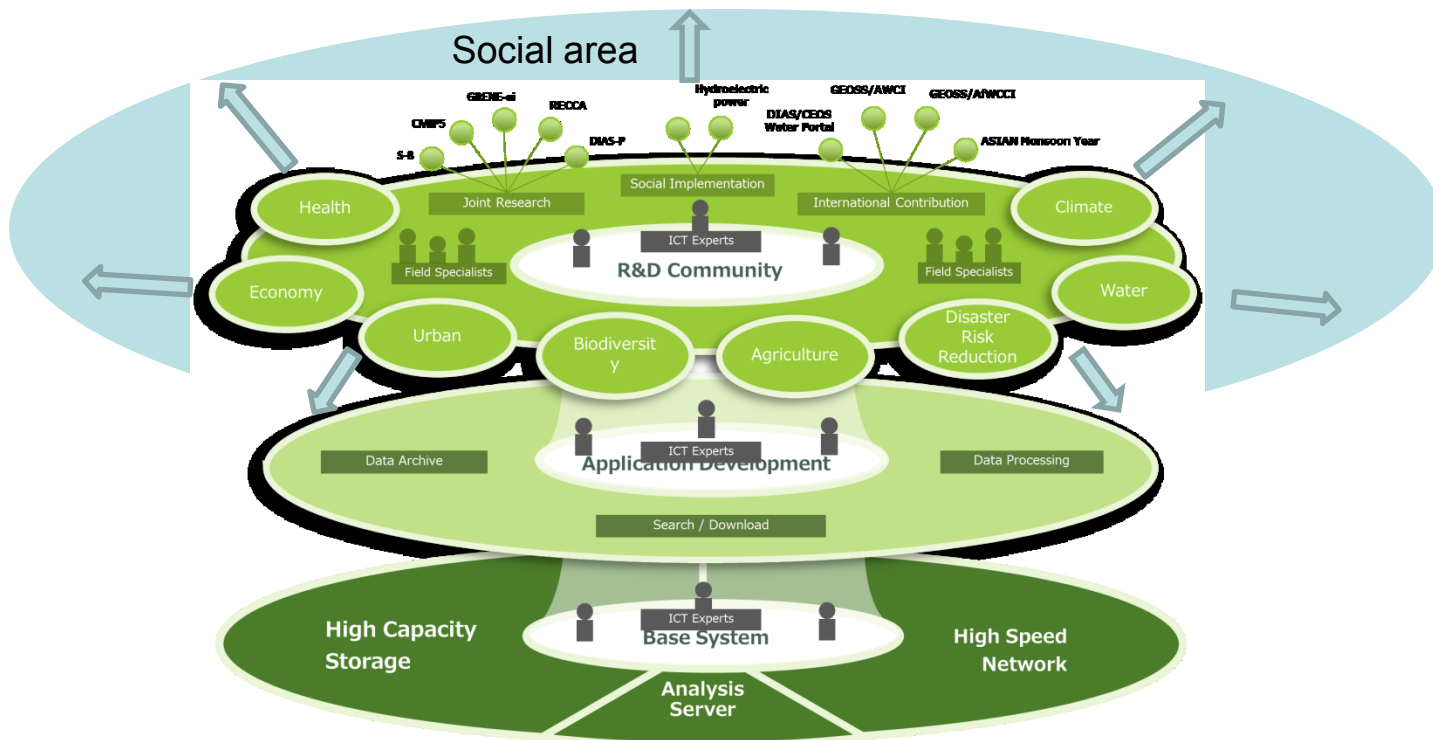 Social area
GRENE-ei
CMIP5
RECCA
S-8
DIAS-P
Hydroelectric
power
DIAS/CEOS
Water Portal
GEOSS/AWCI
GEOSS/AfWCCI
ASIAN Monsoon Year
Health
Joint Research
Social Implementation
International Contribution
Climate
ICT Experts
Field Specialists
R&D Community
Field Specialists
Economy
Water
Urban
Biodiversit
y
Agriculture
Disaster
Risk
Reduction
ICT Experts
Data Archive
Application Development
Data Processing
Search / Download
ICT Experts
Base System
High Capacity
Storage
High Speed
Network
Analysis
Server